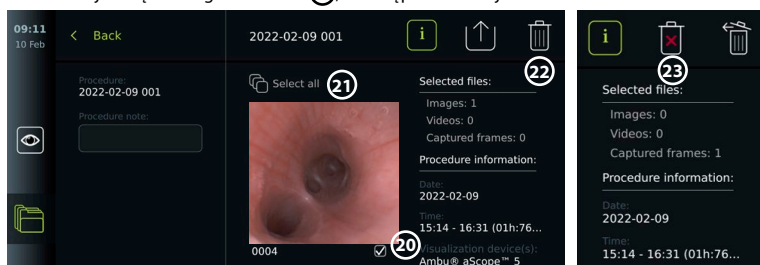 09:11
10 Feb
Back
2022-02-09 001
i
Procedure:
2022-02-09 001
Procedure note:
Select all
21
22
Selected files:
Images: 1
Videos: 0
Captured frames: 0
Procedure information:
Date:
2022-02-09
Time:
15:14 - 16:31 (01h:76...
Visualization device(s):
Ambu® aScope™ 5
0004
20
i
23
Selected files:
Images: 0
Videos: 0
Captured frames: 1
Procedure information:
Date:
2022-02-09
Time:
15:14 - 16:31 (01h:76...